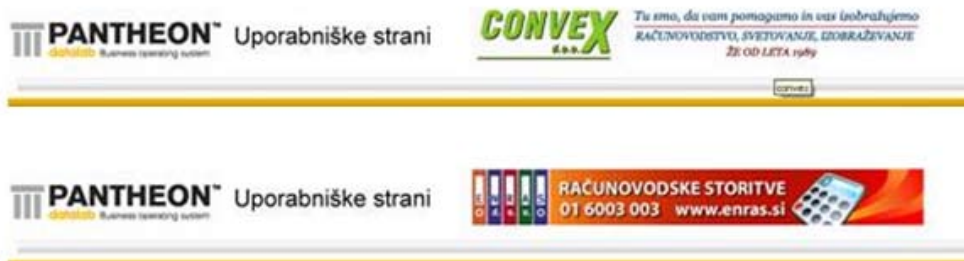 PANTHEON™ Uporabniške strani
datalab Business operating system
CONVEX
d.o.o.
Tu smo, da vam pomagamo in vas izobražujemo
RAČUNOVODSTVO, SVETOVANJE, IZOBRAŽEVANJE
ŽE OD LETA 1989
convex
PANTHEON™ Uporabniške strani
datalab Business operating system
RAČUNOVODSKE STORITVE
01 6003 003 www.enras.si